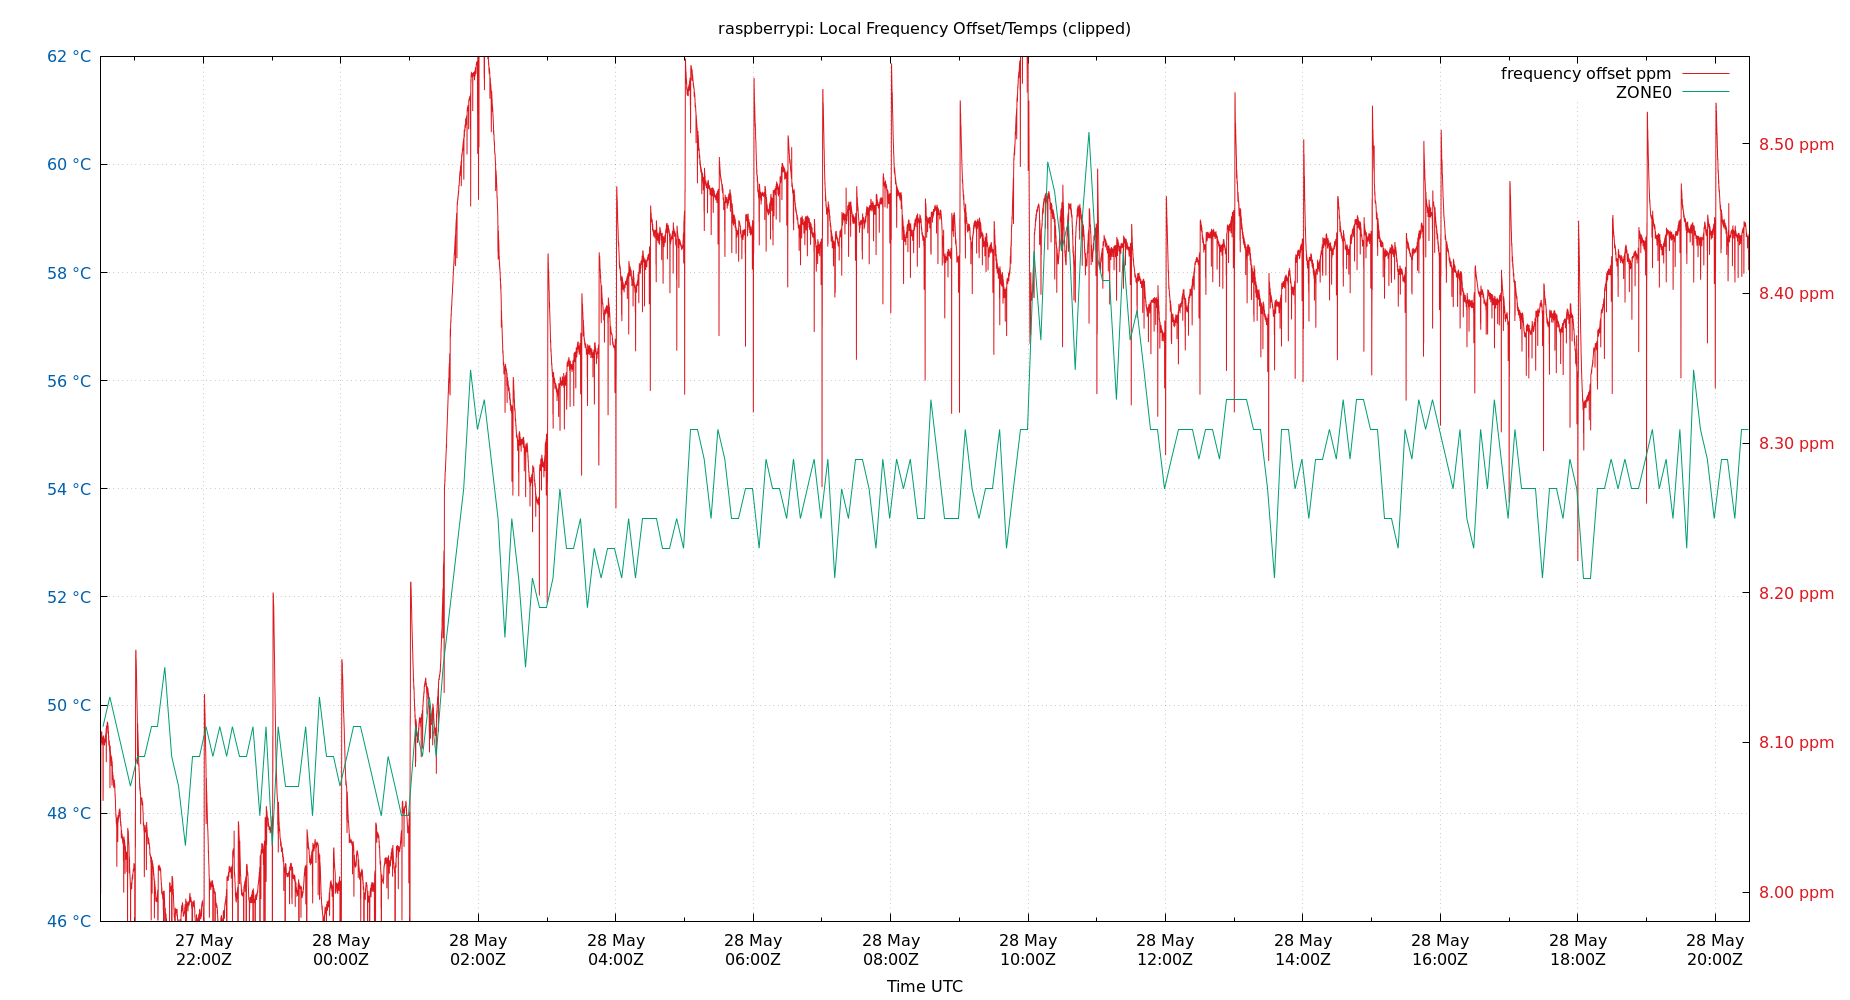 raspberrypi: Local Frequency Offset/Temps (clipped)
frequency offset ppm
ZONE0
62 °C
60 °C
58 °C
56 °C
54 °C
52 °C
50 °C
48 °C
46 °C
8.50 ppm
8.40 ppm
8.30 ppm
8.20 ppm
8.10 ppm
8.00 ppm
27 May
22:00Z
28 May
00:00Z
28 May
02:00Z
28 May
04:00Z
28 May
06:00Z
28 May
08:00Z
28 May
10:00Z
28 May
12:00Z
28 May
14:00Z
28 May
16:00Z
28 May
18:00Z
28 May
20:00Z
Time UTC